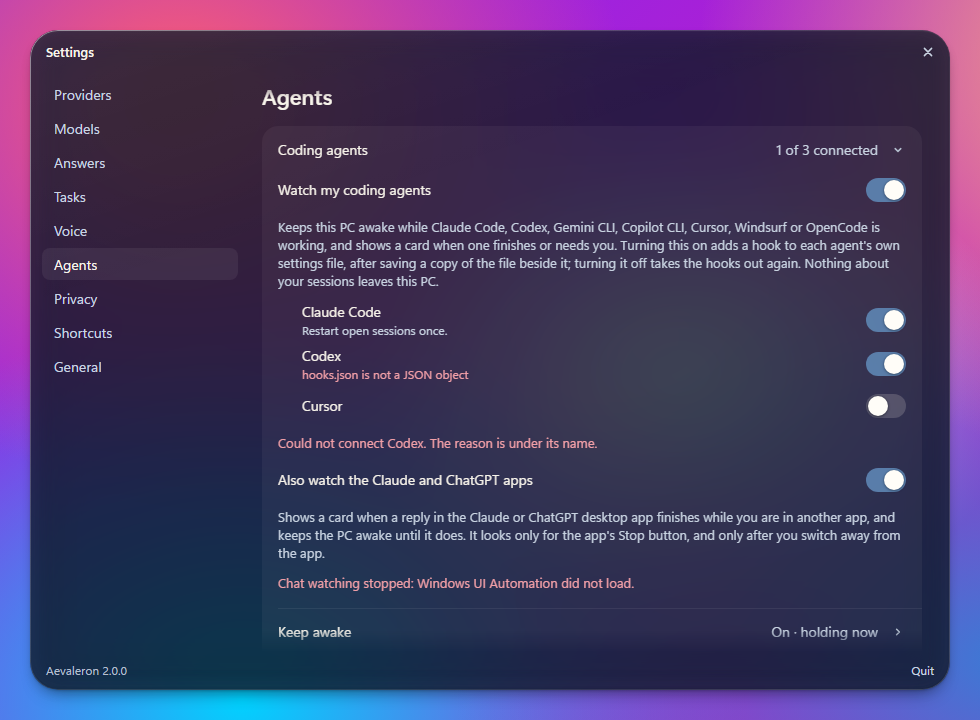 Settings
Providers
Models
Answers
Tasks
Voice
Agents
Privacy
Shortcuts
General
Agents
Coding agents 1 of 3 connected
Watch my coding agents
Keeps this PC awake while Claude Code, Codex, Gemini CLI, Copilot CLI, Cursor, Windsurf or OpenCode is
working, and shows a card when one finishes or needs you. Turning this on adds a hook to each agent's own
settings file, after saving a copy of the file beside it; turning it off takes the hooks out again. Nothing about
your sessions leaves this PC.
Claude Code
Restart open sessions once.
Codex
hooks.json is not a JSON object
Cursor
Could not connect Codex. The reason is under its name.
Also watch the Claude and ChatGPT apps
Shows a card when a reply in the Claude or ChatGPT desktop app finishes while you are in another app, and
keeps the PC awake until it does. It looks only for the app's Stop button, and only after you switch away from
the app.
Chat watching stopped: Windows UI Automation did not load.
Keep awake On · holding now
Aevaleron 2.0.0
Quit